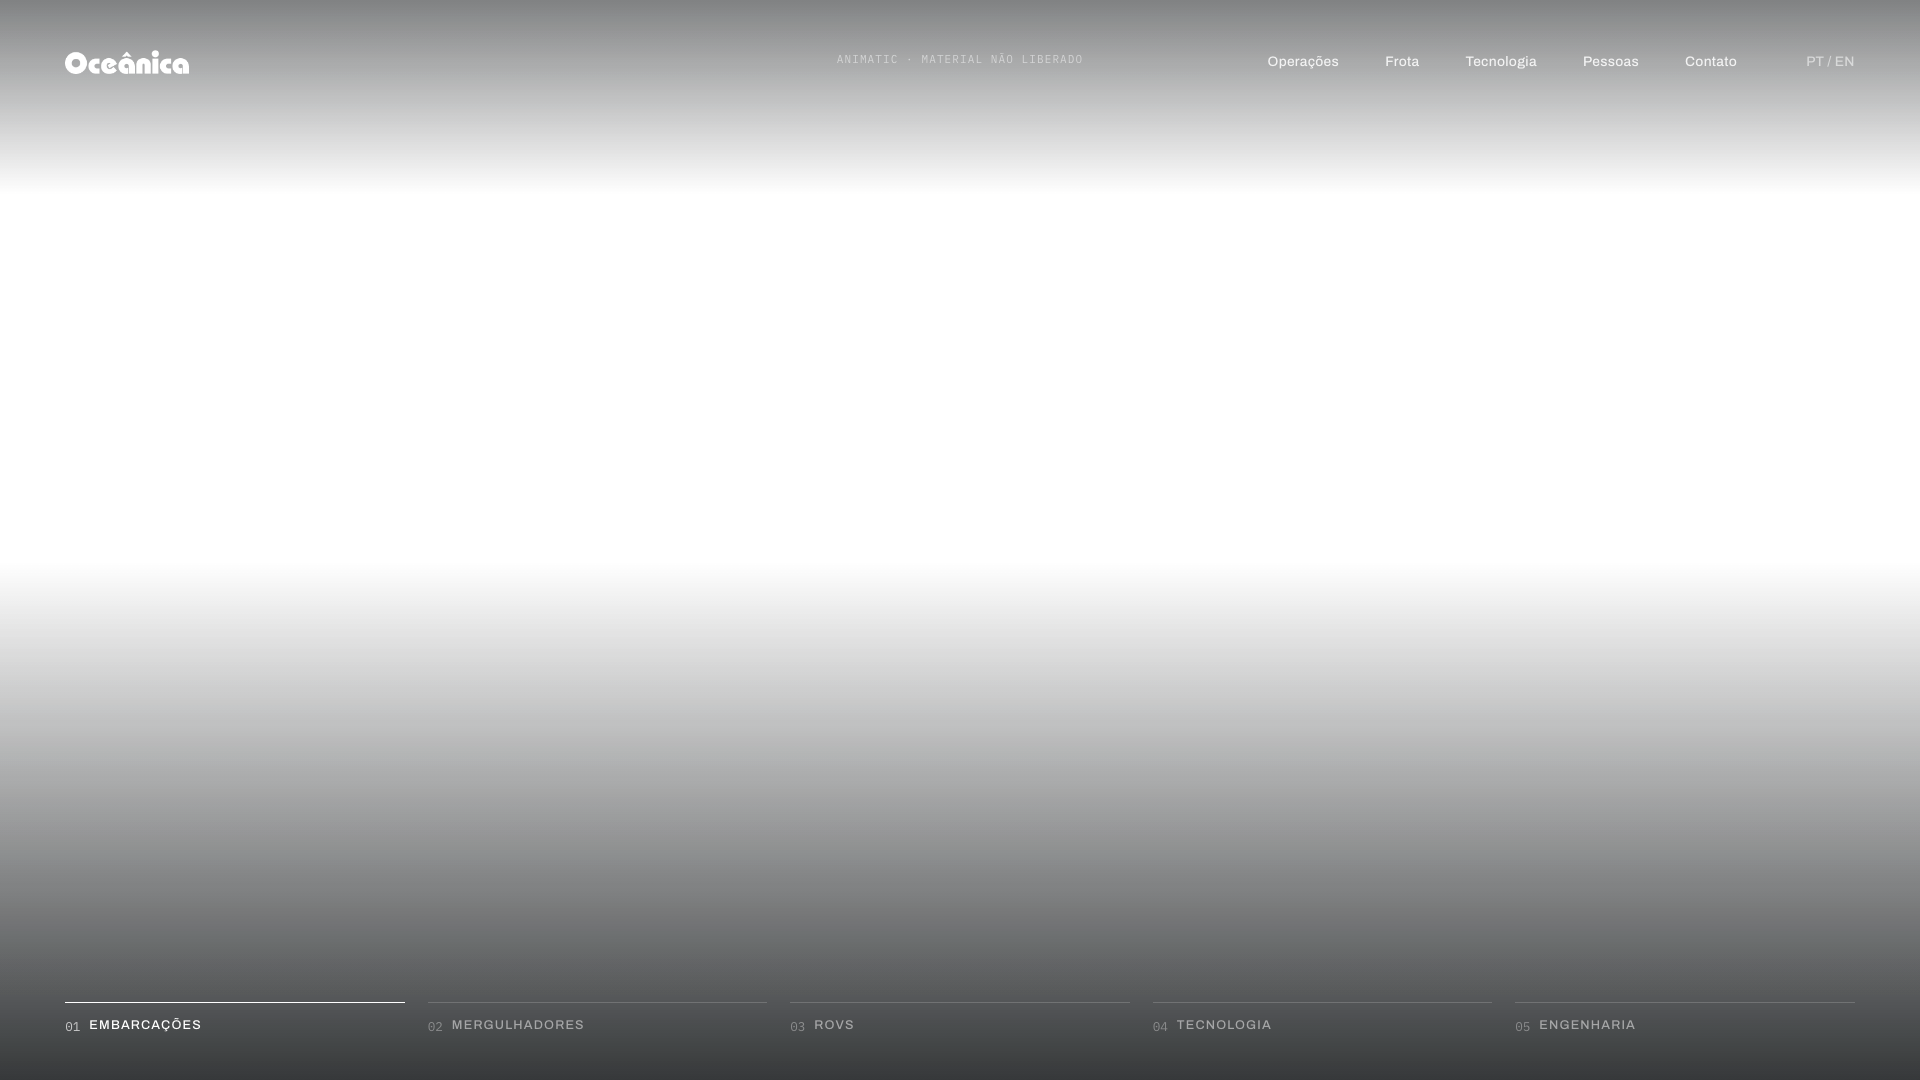 Oceânica
ANIMATIC · MATERIAL NÃO LIBERADO
Operações
Frota
Tecnologia
Pessoas
Contato
PT / EN
01 EMBARCAÇÕES
02 MERGULHADORES
03 ROVS
04 TECNOLOGIA
05 ENGENHARIA